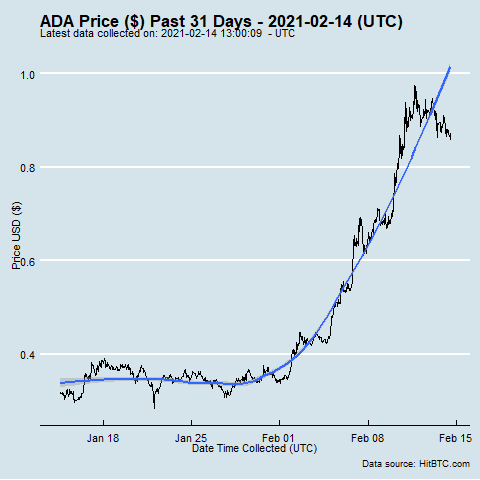 ADA Price ($) Past 31 Days - 2021-02-14 (UTC)
Latest data collected on: 2021-02-14 13:00:09 - UTC
1.0
0.8
0.6
0.4
Price USD ($)
Jan 18 Jan 25 Feb 01 Feb 08 Feb 15
Date Time Collected (UTC)
Data source: HitBTC.com